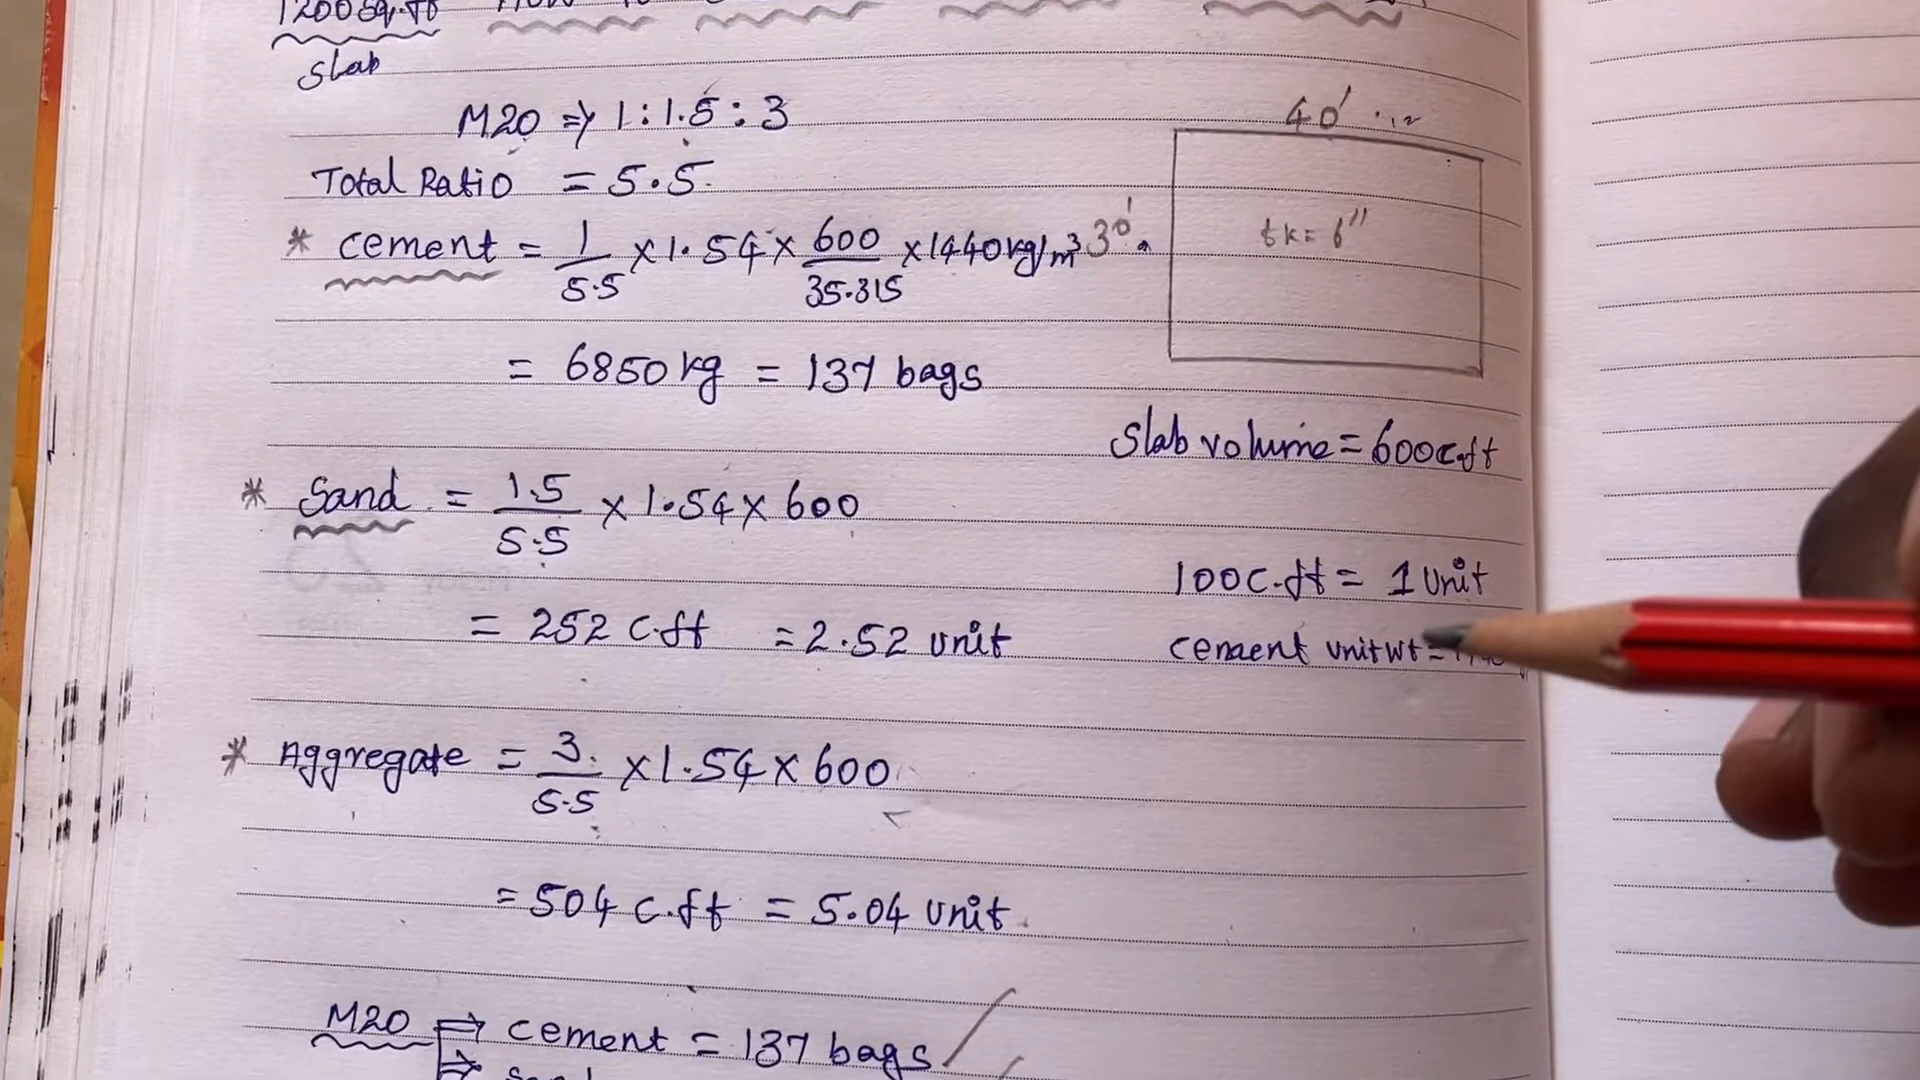 1200 Sq.ft
Slab
M20 => 1:1.5:3
40'
Total Ratio = 5.5
* Cement = 1/5.5 x 1.54 x 600/35.315 x 1440 kg/m³
30'
tk = 6"
= 6850 kg = 137 bags
Slab volume = 600 c.ft
* Sand = 1.5/5.5 x 1.54 x 600
100 C.ft = 1 Unit
= 252 C.ft = 2.52 unit
cement unit wt =
* Aggregate = 3/5.5 x 1.54 x 600
= 504 C.ft = 5.04 Unit
M20 => cement = 137 bags